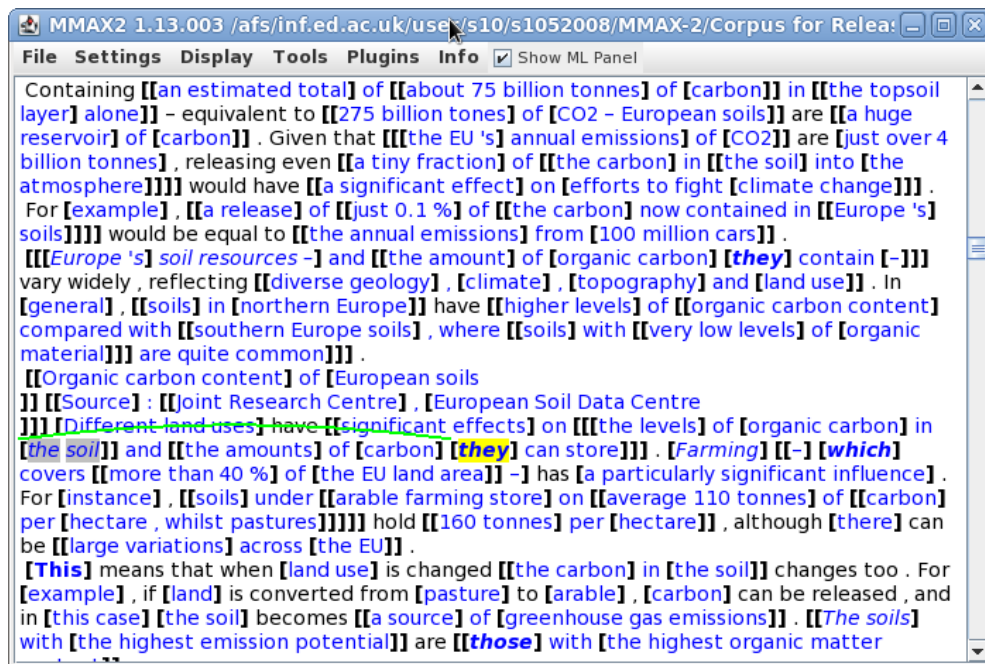 MMAX2 1.13.003 /afs/inf.ed.ac.uk/user/s10/s1052008/MMAX-2/Corpus for Relea
File Settings Display Tools Plugins Info Show ML Panel
Containing [[an estimated total] of [[about 75 billion tonnes] of [carbon]] in [[the topsoil
layer] alone]] – equivalent to [[275 billion tones] of [CO2 – European soils]] are [[a huge
reservoir] of [carbon]] . Given that [[[the EU 's] annual emissions] of [CO2]] are [just over 4
billion tonnes] , releasing even [[a tiny fraction] of [[the carbon] in [[the soil] into [the
atmosphere]]]] would have [[a significant effect] on [efforts to fight [climate change]]] .
For [example] , [[a release] of [[just 0.1 %] of [[the carbon] now contained in [[Europe 's]
soils]]]] would be equal to [[the annual emissions] from [100 million cars]] .
[[[Europe 's] soil resources –] and [[the amount] of [organic carbon] [they] contain [–]]]
vary widely , reflecting [[diverse geology] , [climate] , [topography] and [land use]] . In
[general] , [[soils] in [northern Europe]] have [[higher levels] of [[organic carbon content]
compared with [[southern Europe soils] , where [[soils] with [[very low levels] of [organic
material]]] are quite common]]] .
[[Organic carbon content] of [European soils
]] [[Source] : [[Joint Research Centre] , [European Soil Data Centre
]]] [Different land uses] have [[significant effects] on [[[the levels] of [organic carbon] in
[the soil]] and [[the amounts] of [carbon] [they] can store]]] . [Farming] [[–] [which]
covers [[more than 40 %] of [the EU land area]] –] has [a particularly significant influence] .
For [instance] , [[soils] under [[arable farming store] on [[average 110 tonnes] of [[carbon]
per [hectare , whilst pastures]]]]] hold [[160 tonnes] per [hectare]] , although [there] can
be [[large variations] across [the EU]] .
[This] means that when [land use] is changed [[the carbon] in [the soil]] changes too . For
[example] , if [land] is converted from [pasture] to [arable] , [carbon] can be released , and
in [this case] [the soil] becomes [[a source] of [greenhouse gas emissions]] . [[The soils]
with [the highest emission potential]] are [[those] with [the highest organic matter